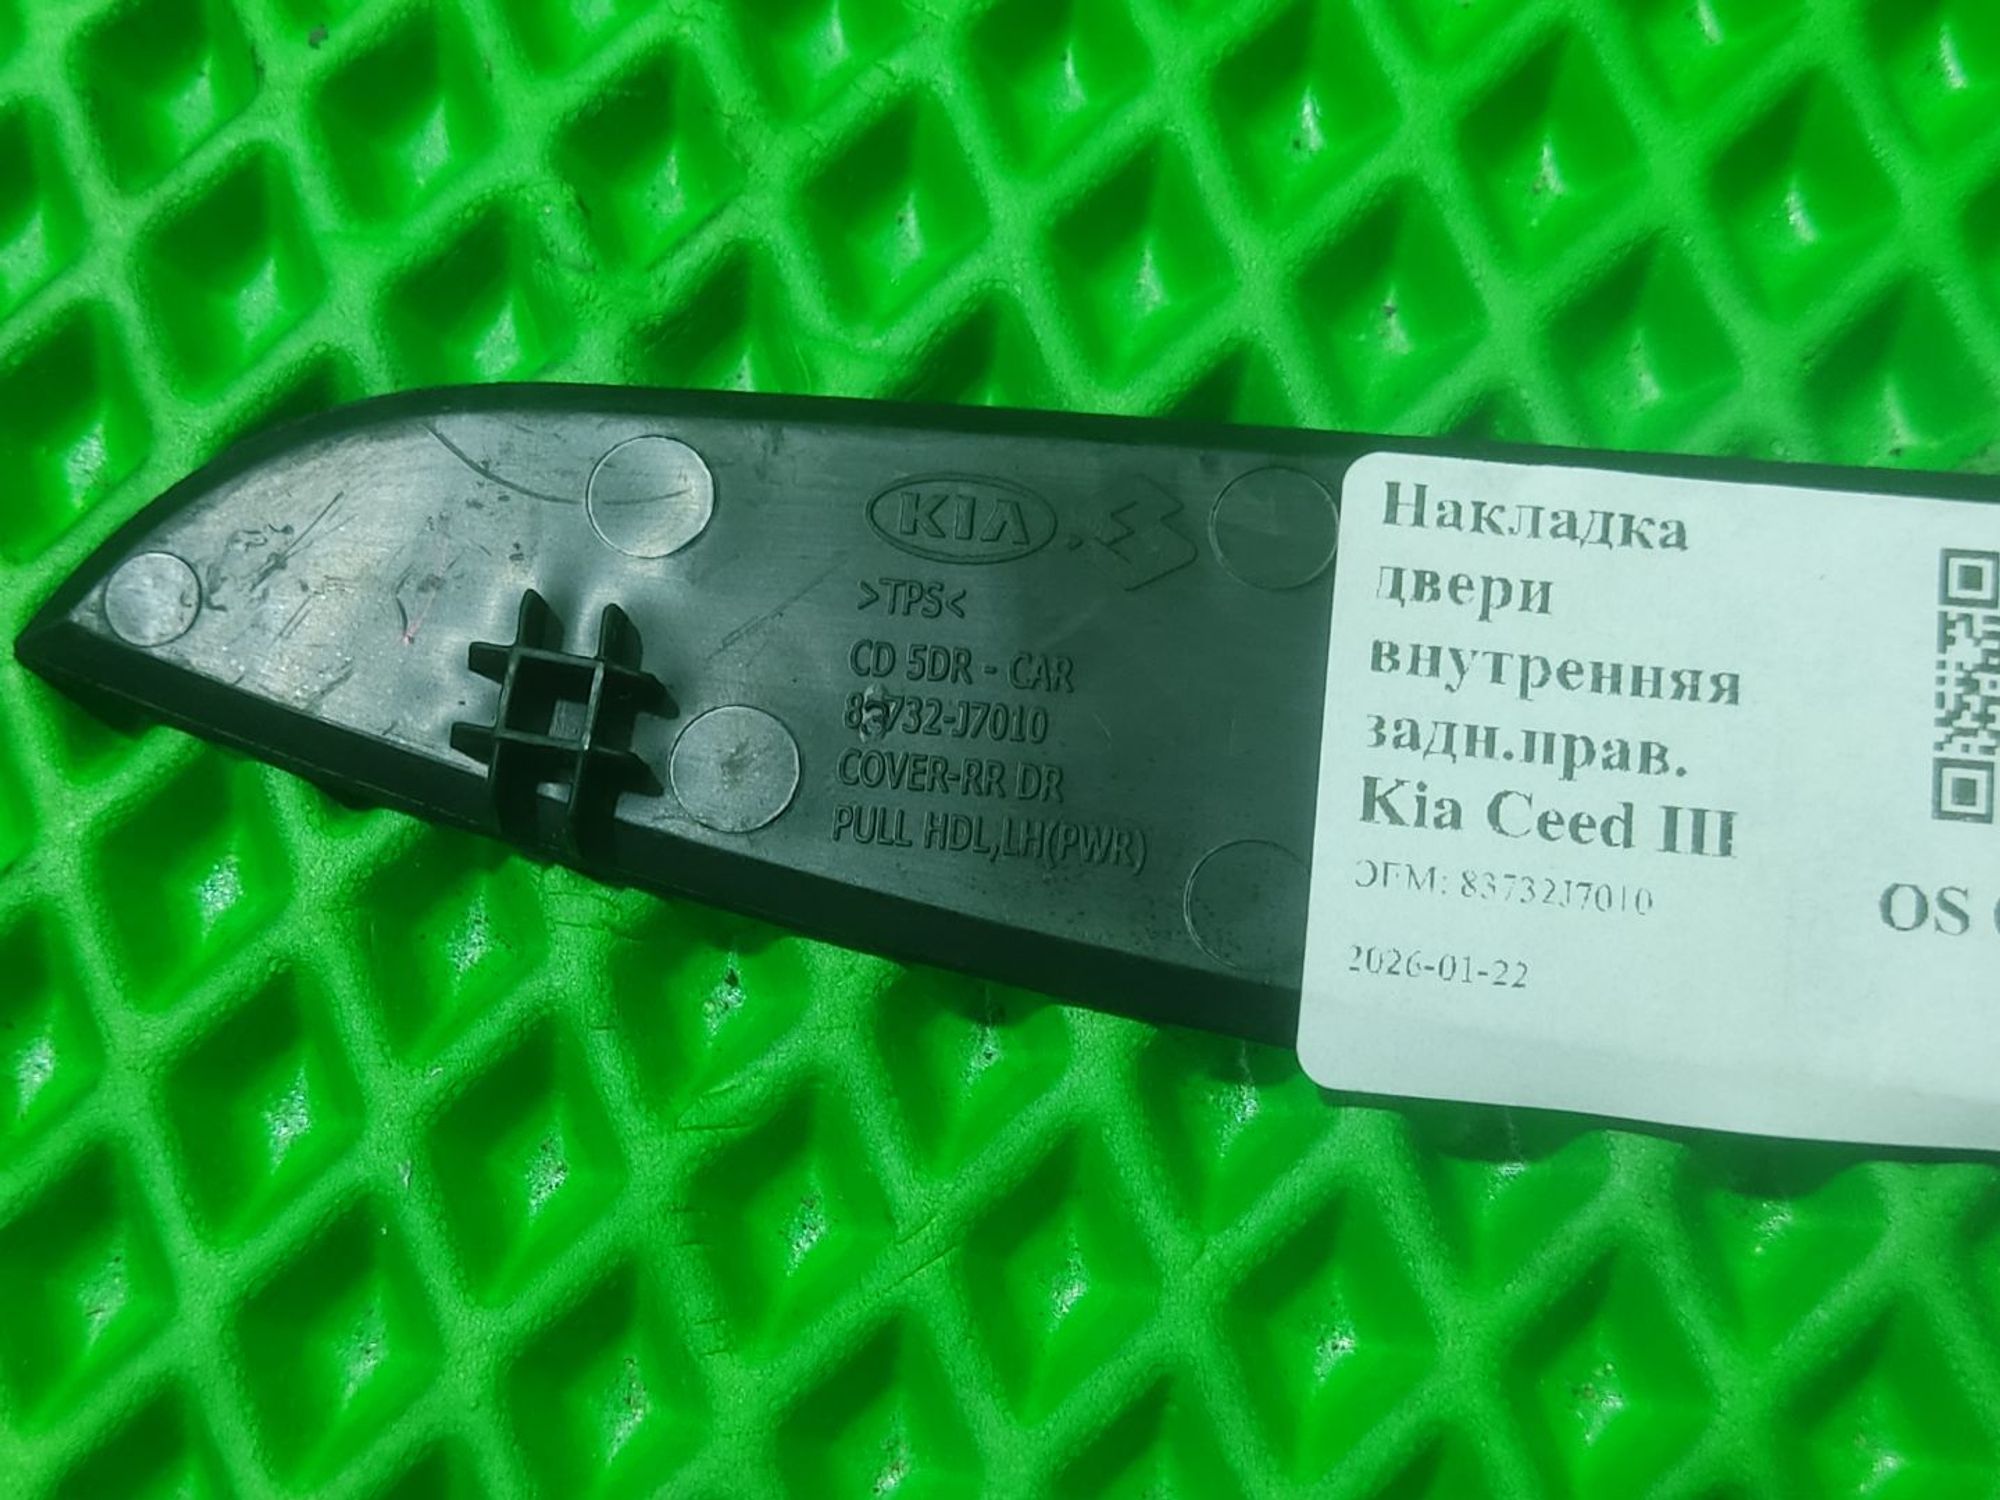 KIA
>TPS<
CD 5DR - CAR
83732-J7010
COVER-RR DR
PULL HDL,LH(PWR)
Накладка
двери
внутренняя
задн.прав.
Kia Ceed III
ОЕМ: 83732J7010
2026-01-22
OS